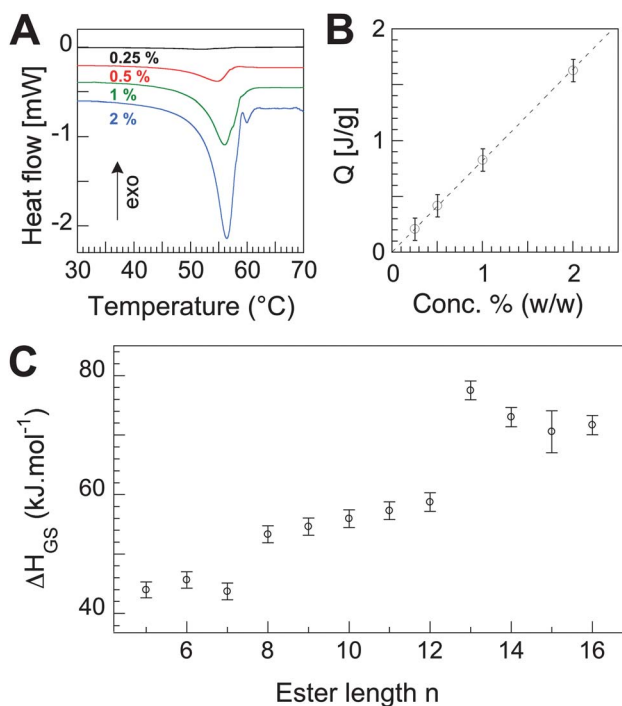 A
0
0.25 %
0.5 %
1 %
2 %
-1
-2
exo
Heat flow [mW]
30 40 50 60 70
Temperature (°C)
B
2
1
0
Q [J/g]
0 1 2
Conc. % (w/w)
C
80
60
40
ΔH_GS (kJ.mol⁻¹)
6 8 10 12 14 16
Ester length n